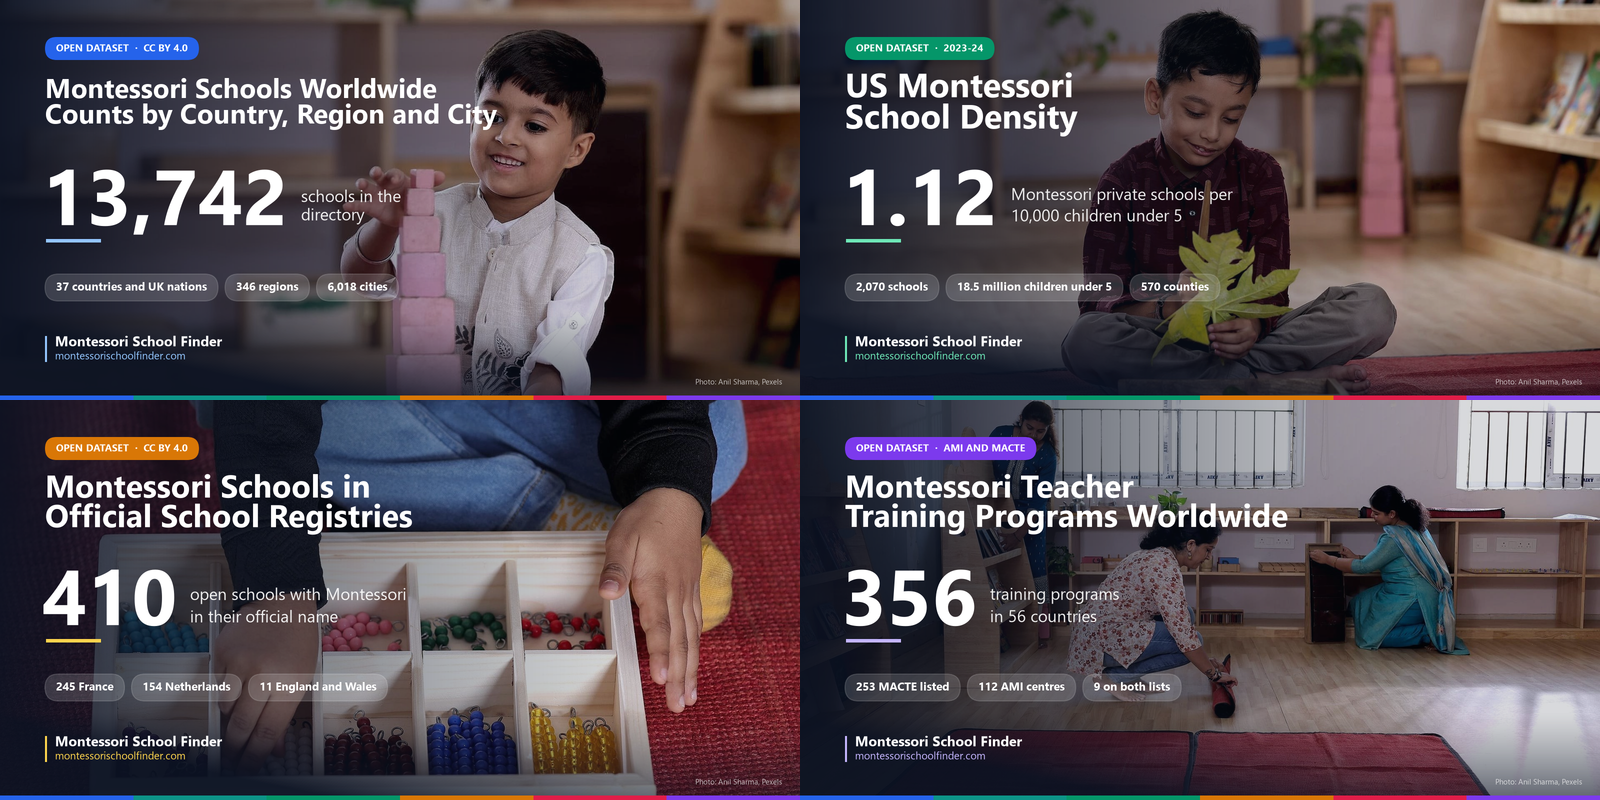 OPEN DATASET · CC BY 4.0
Montessori Schools Worldwide
Counts by Country, Region and City
13,742
schools in the
directory
37 countries and UK nations
346 regions
6,018 cities
Montessori School Finder
montessorischoolfinder.com
Photo: Anil Sharma, Pexels
OPEN DATASET · 2023-24
US Montessori
School Density
1.12
Montessori private schools per
10,000 children under 5
2,070 schools
18.5 million children under 5
570 counties
Montessori School Finder
montessorischoolfinder.com
Photo: Anil Sharma, Pexels
OPEN DATASET · CC BY 4.0
Montessori Schools in
Official School Registries
410
open schools with Montessori
in their official name
245 France
154 Netherlands
11 England and Wales
Montessori School Finder
montessorischoolfinder.com
Photo: Anil Sharma, Pexels
OPEN DATASET · AMI AND MACTE
Montessori Teacher
Training Programs Worldwide
356
training programs
in 56 countries
253 MACTE listed
112 AMI centres
9 on both lists
Montessori School Finder
montessorischoolfinder.com
Photo: Anil Sharma, Pexels